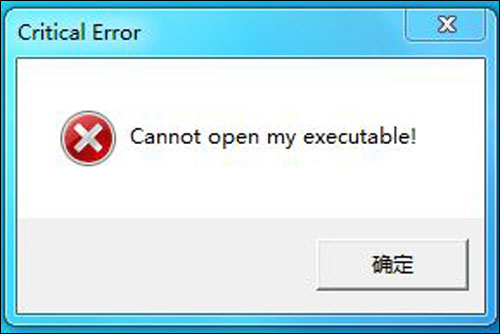 Critical Error
Cannot open my executable!
确定